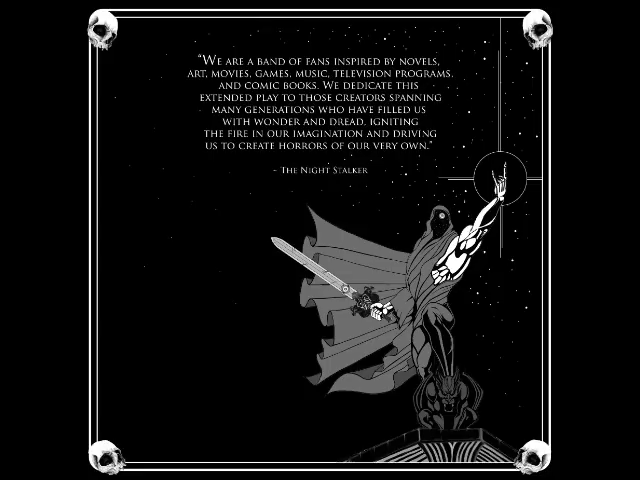 “We are a band of fans inspired by novels,
art, movies, games, music, television programs,
and comic books. We dedicate this
extended play to those creators spanning
many generations who have filled us
with wonder and dread, igniting
the fire in our imagination and driving
us to create horrors of our very own.”
- The Night Stalker